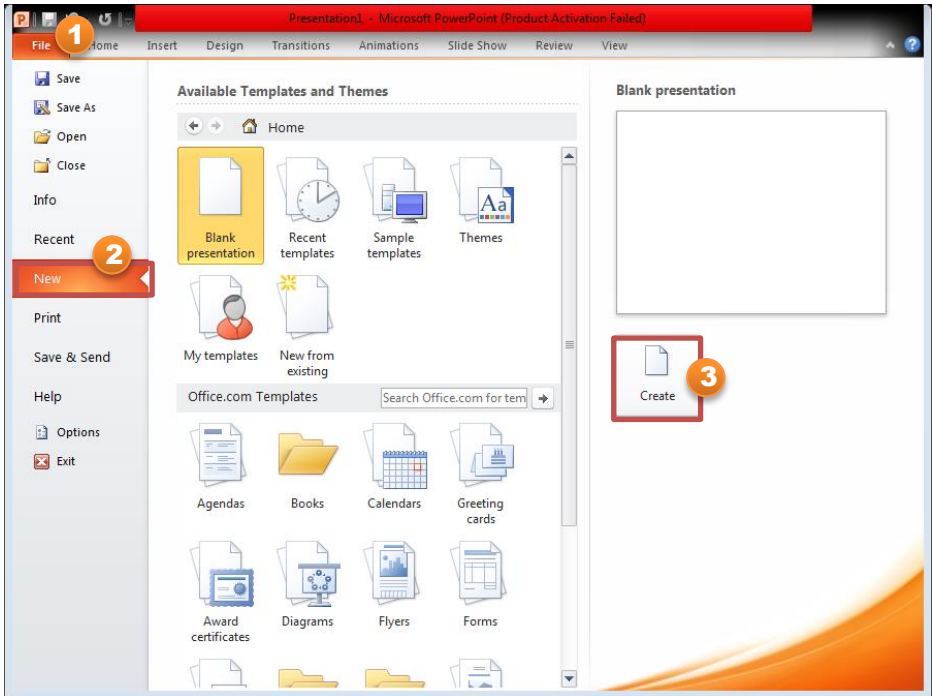 Presentation1 - Microsoft PowerPoint (Product Activation Failed)
1
File Home Insert Design Transitions Animations Slide Show Review View
Save
Save As
Open
Close
Info
Recent
2
New
Print
Save & Send
Help
Options
Exit
Available Templates and Themes
Home
Blank
presentation
Recent
templates
Sample
templates
Aa
Themes
My templates
New from
existing
Office.com Templates
Search Office.com for tem
Agendas
Books
Calendars
Greeting
cards
Award
certificates
Diagrams
Flyers
Forms
Blank presentation
3
Create